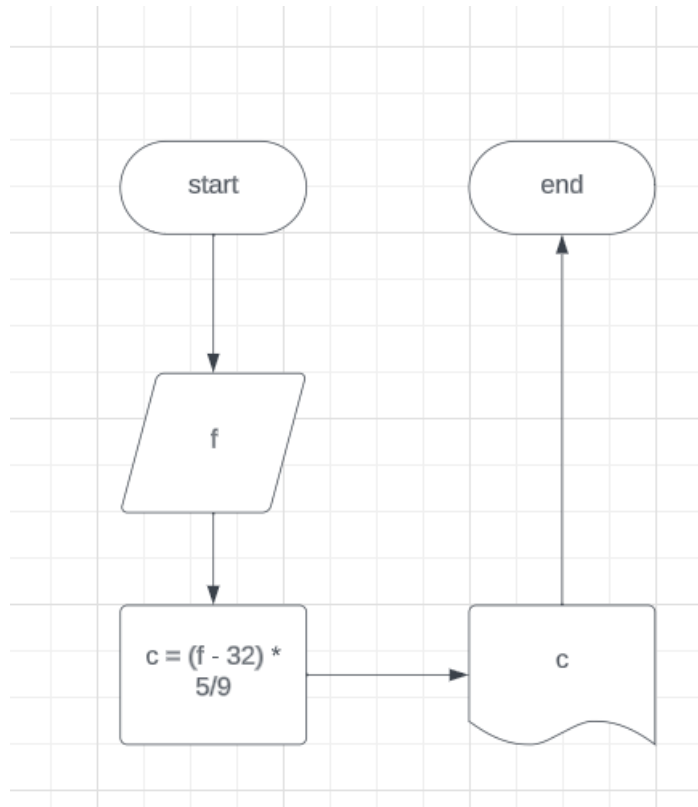 start
end
f
c = (f - 32) *
5/9
c